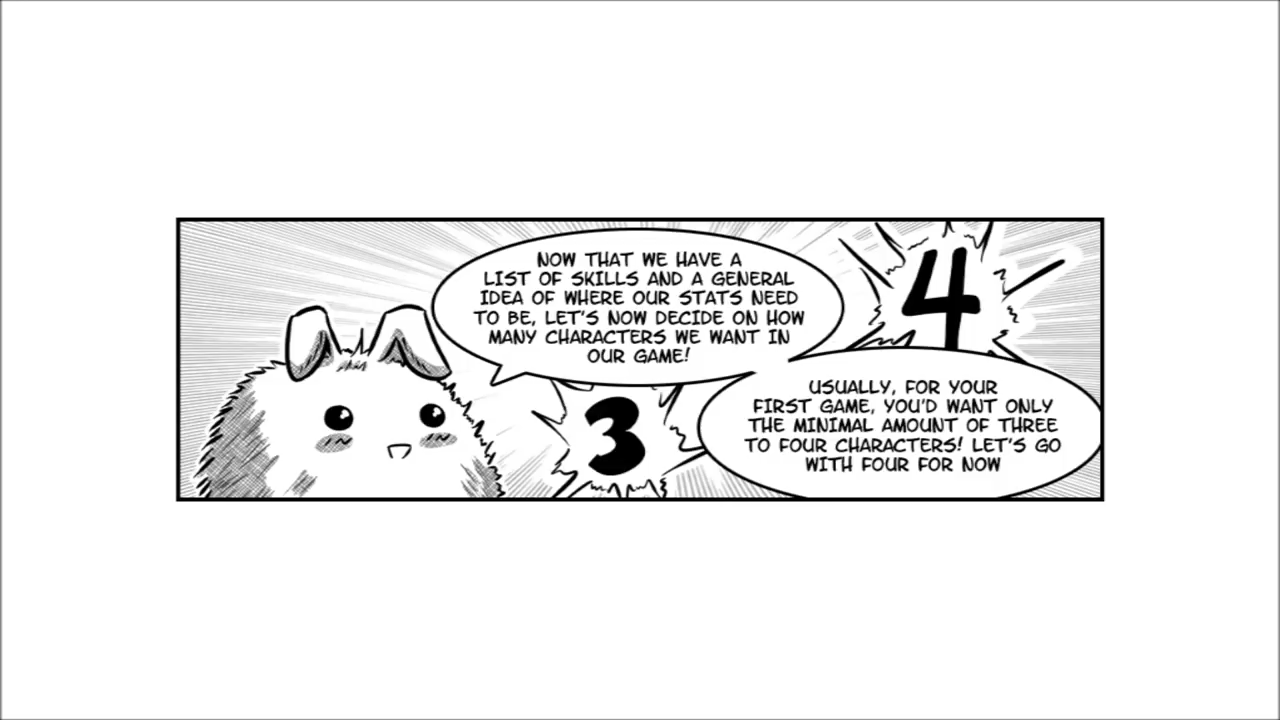 NOW THAT WE HAVE A
LIST OF SKILLS AND A GENERAL
IDEA OF WHERE OUR STATS NEED
TO BE, LET'S NOW DECIDE ON HOW
MANY CHARACTERS WE WANT IN
OUR GAME!
3
4
USUALLY, FOR YOUR
FIRST GAME, YOU'D WANT ONLY
THE MINIMAL AMOUNT OF THREE
TO FOUR CHARACTERS! LET'S GO
WITH FOUR FOR NOW